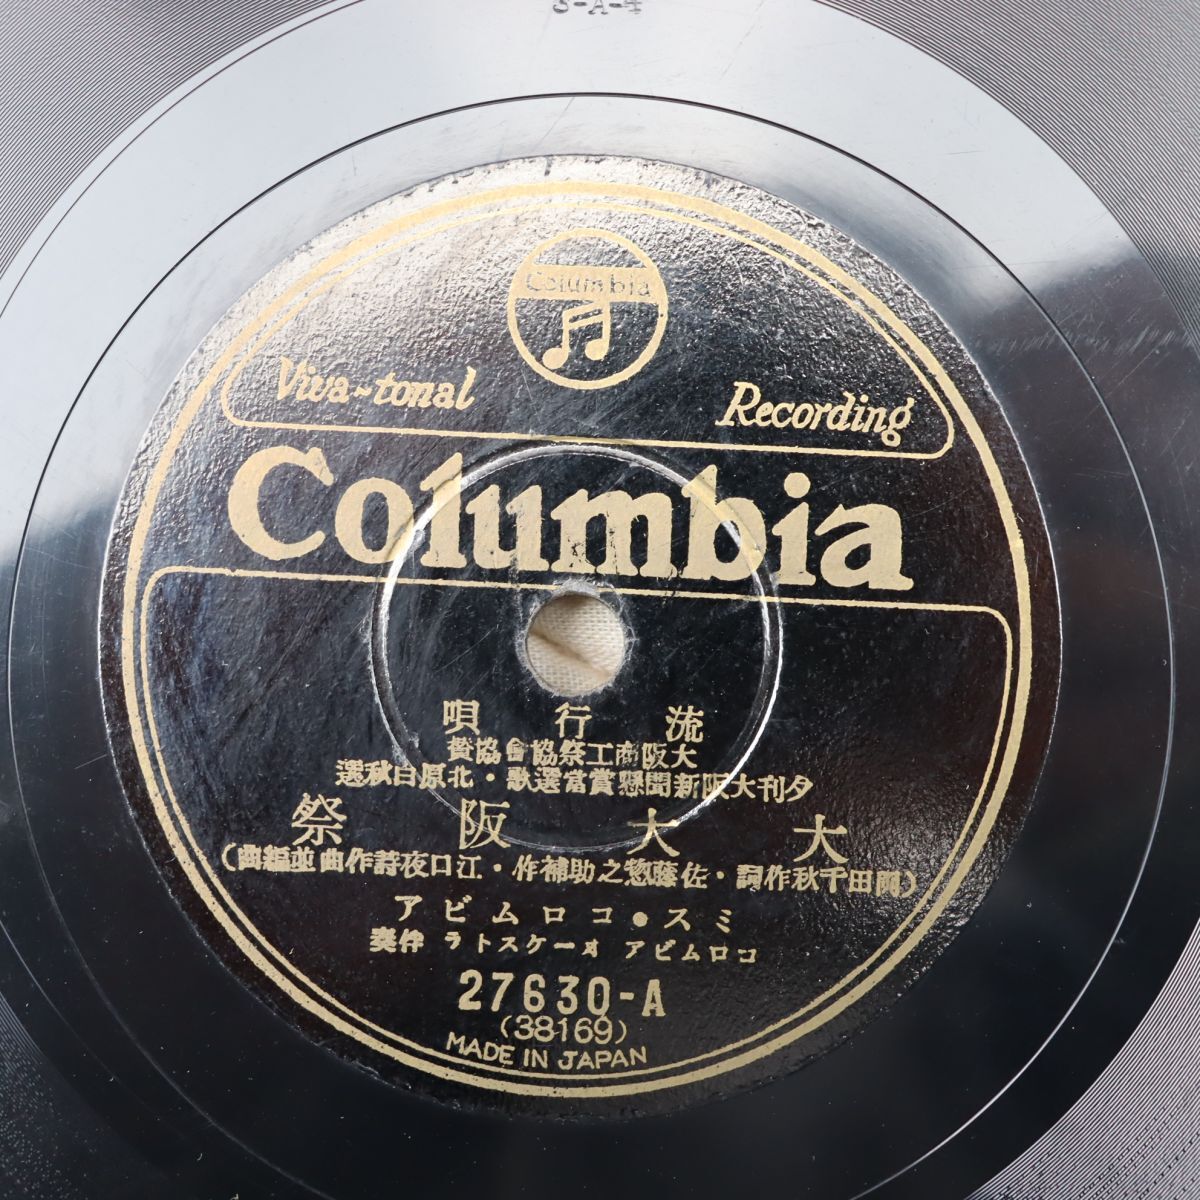 Columbia
Viva-tonal Recording
Columbia
流行唄
大阪商工祭協會協賛
夕刊大阪新聞懸賞當選歌・北原白秋選
大大阪祭
(岡田千秋作詞・佐藤惣之助補作・江口夜詩作曲並編曲)
ミス・コロムビア
コロムビア オーケストラ 伴奏
27630-A
(38169)
MADE IN JAPAN